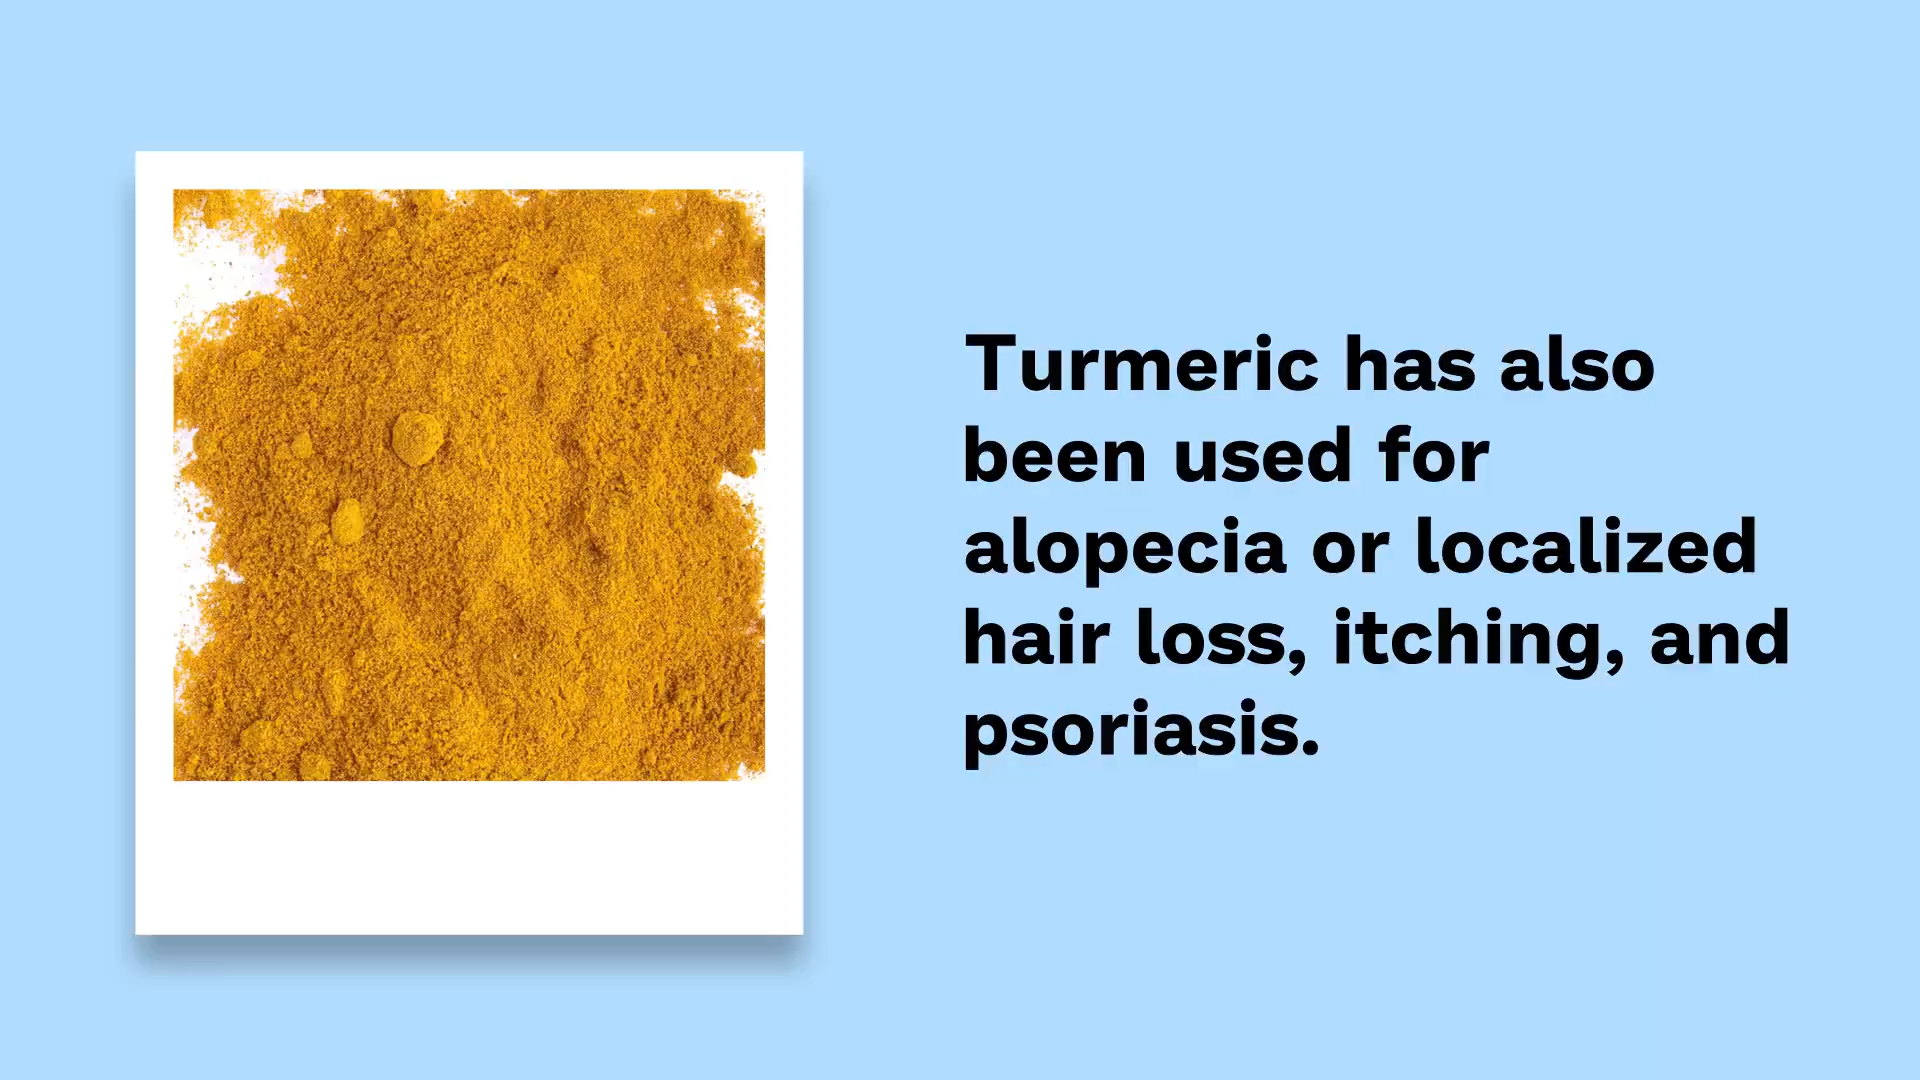 Turmeric has also
been used for
alopecia or localized
hair loss, itching, and
psoriasis.